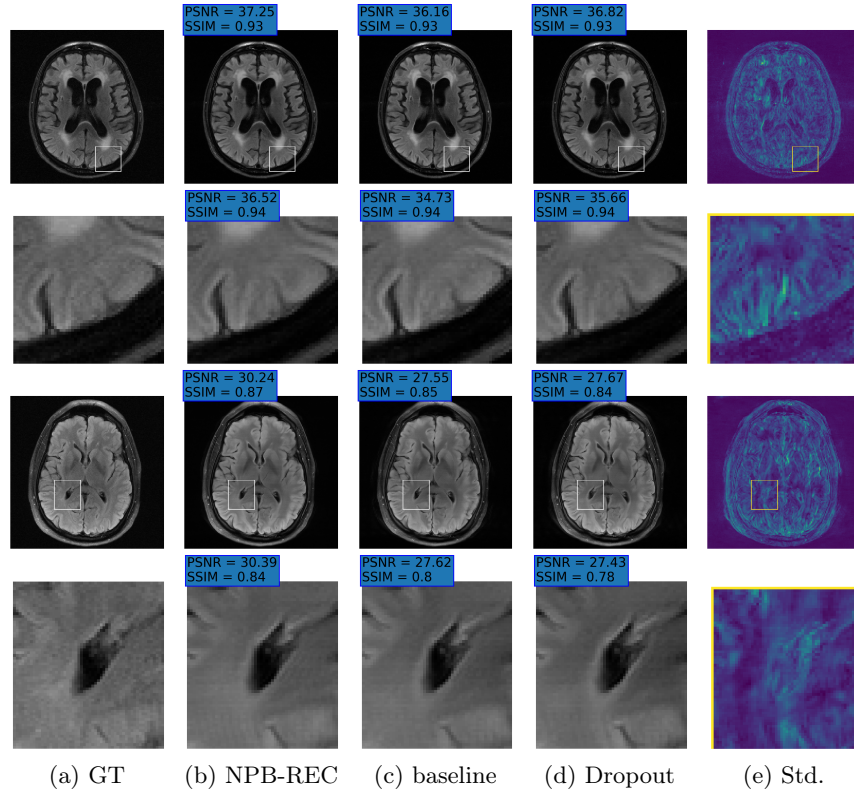 PSNR = 37.25
SSIM = 0.93
PSNR = 36.16
SSIM = 0.93
PSNR = 36.82
SSIM = 0.93
PSNR = 36.52
SSIM = 0.94
PSNR = 34.73
SSIM = 0.94
PSNR = 35.66
SSIM = 0.94
PSNR = 30.24
SSIM = 0.87
PSNR = 27.55
SSIM = 0.85
PSNR = 27.67
SSIM = 0.84
PSNR = 30.39
SSIM = 0.84
PSNR = 27.62
SSIM = 0.8
PSNR = 27.43
SSIM = 0.78
(a) GT
(b) NPB-REC
(c) baseline
(d) Dropout
(e) Std.